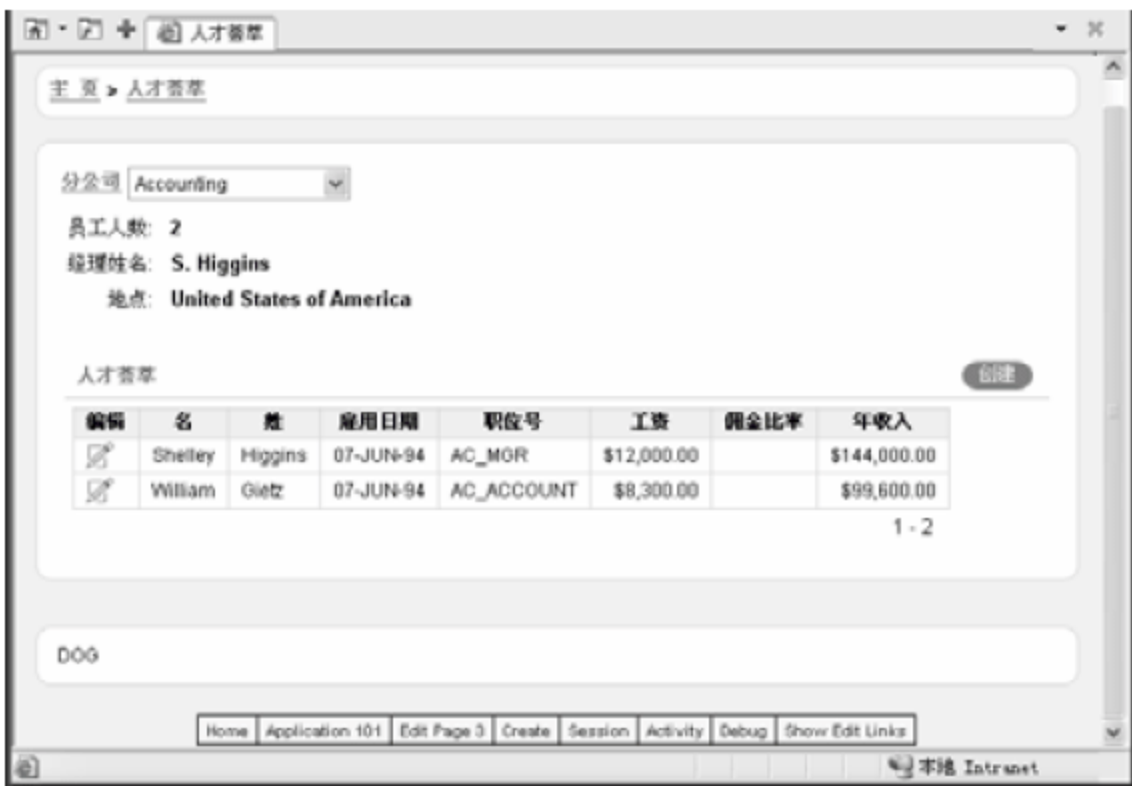 人才荟萃
主 页 > 人才荟萃
分公司 Accounting
员工人数: 2
经理姓名: S. Higgins
地点: United States of America
人才荟萃 创建
编辑 名 姓 雇用日期 职位号 工资 佣金比率 年收入
Shelley Higgins 07-JUN-94 AC_MGR $12,000.00 $144,000.00
William Gietz 07-JUN-94 AC_ACCOUNT $8,300.00 $99,600.00
1 - 2
DOG
Home Application 101 Edit Page 3 Create Session Activity Debug Show Edit Links
本地 Intranet